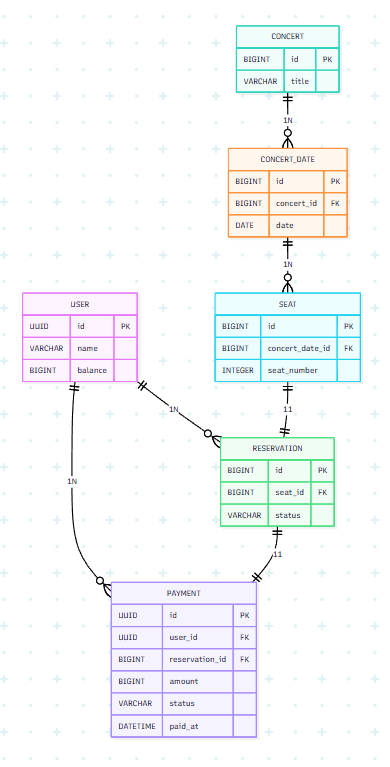 CONCERT
BIGINT id PK
VARCHAR title
1N
CONCERT_DATE
BIGINT id PK
BIGINT concert_id FK
DATE date
1N
USER
UUID id PK
VARCHAR name
BIGINT balance
SEAT
BIGINT id PK
BIGINT concert_date_id FK
INTEGER seat_number
1N
11
RESERVATION
BIGINT id PK
BIGINT seat_id FK
VARCHAR status
1N
11
PAYMENT
UUID id PK
UUID user_id FK
BIGINT reservation_id FK
BIGINT amount
VARCHAR status
DATETIME paid_at